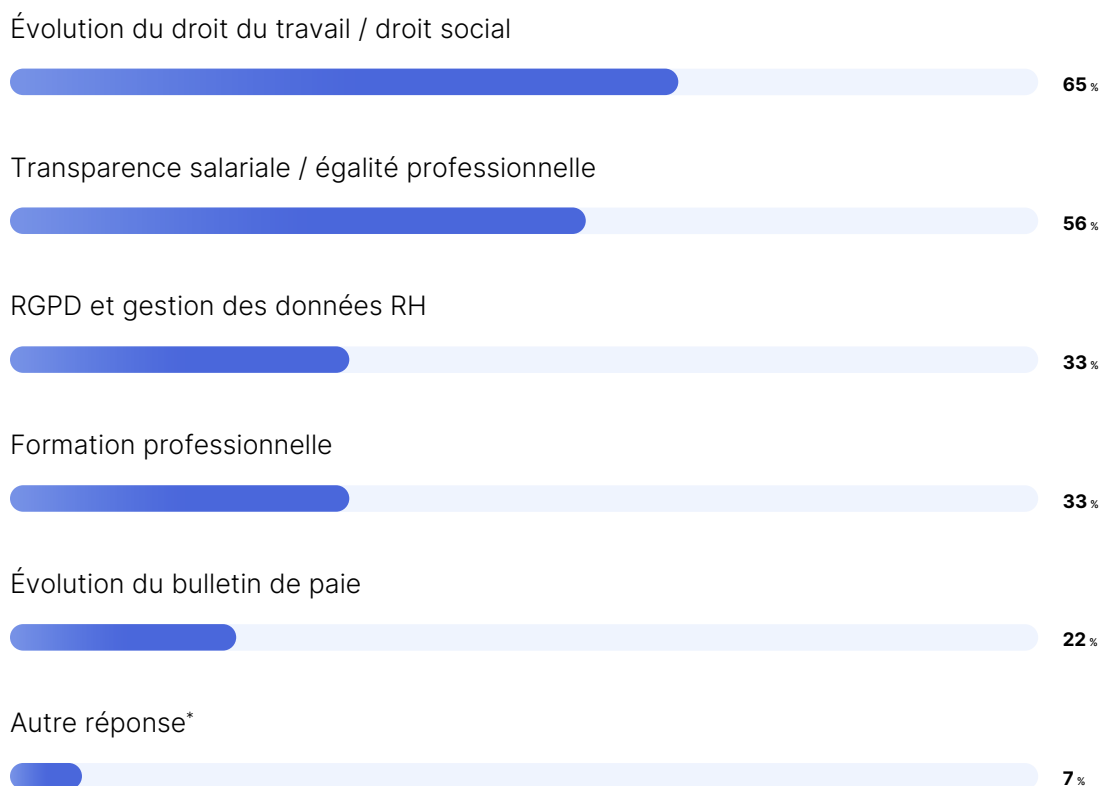 Évolution du droit du travail / droit social
65 %
Transparence salariale / égalité professionnelle
56 %
RGPD et gestion des données RH
33 %
Formation professionnelle
33 %
Évolution du bulletin de paie
22 %
Autre réponse*
7 %